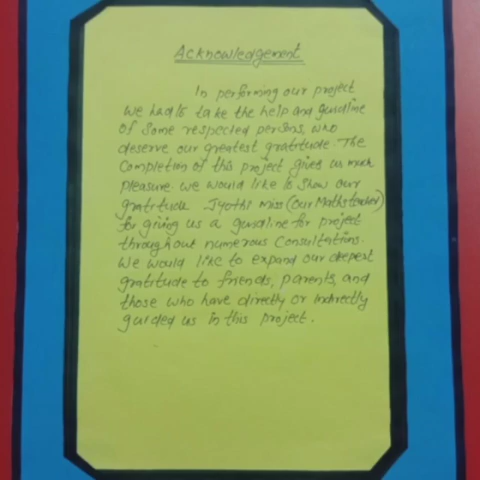 Acknowledgement
In performing our project
we had to take the help and guidline
of some respected persons, who
deserve our greatest gratitude. The
completion of this project gives us much
pleasure. we would like to show our
gratitude Jyothi miss (our Maths teacher)
for giving us a guidline for project
throughout numerous consultations.
We would like to expand our deepest
gratitude to friends, parents, and
those who have directly or indirectly
guided us in this project.